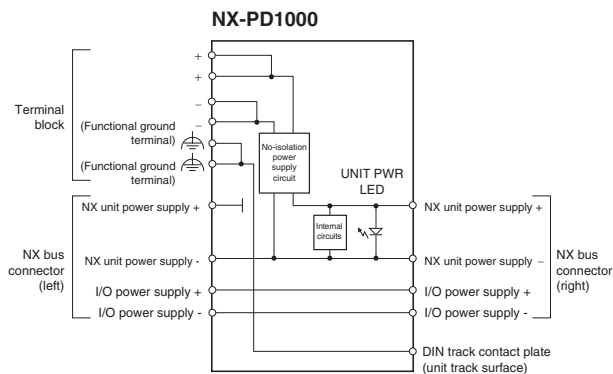 NX-PD1000
+
+
−
−
Terminal
block
(Functional ground
terminal)
(Functional ground
terminal)
No-isolation
power
supply
circuit
UNIT PWR
LED
NX unit power supply +
Internal
circuits
NX unit power supply +
NX bus
connector
(left)
NX unit power supply -
NX unit power supply −
NX bus
connector
(right)
I/O power supply +
I/O power supply +
I/O power supply -
I/O power supply -
DIN track contact plate
(unit track surface)